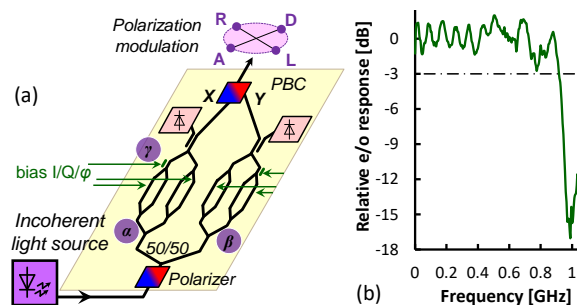 Polarization
modulation
R
D
A
L
(a)
X
Y
PBC
γ
bias I/Q/φ
α
β
Incoherent
light source
50/50
Polarizer
(b)
Relative e/o response [dB]
0
-3
-6
-9
-12
-15
-18
0
0.2
0.4
0.6
0.8
1
Frequency [GHz]